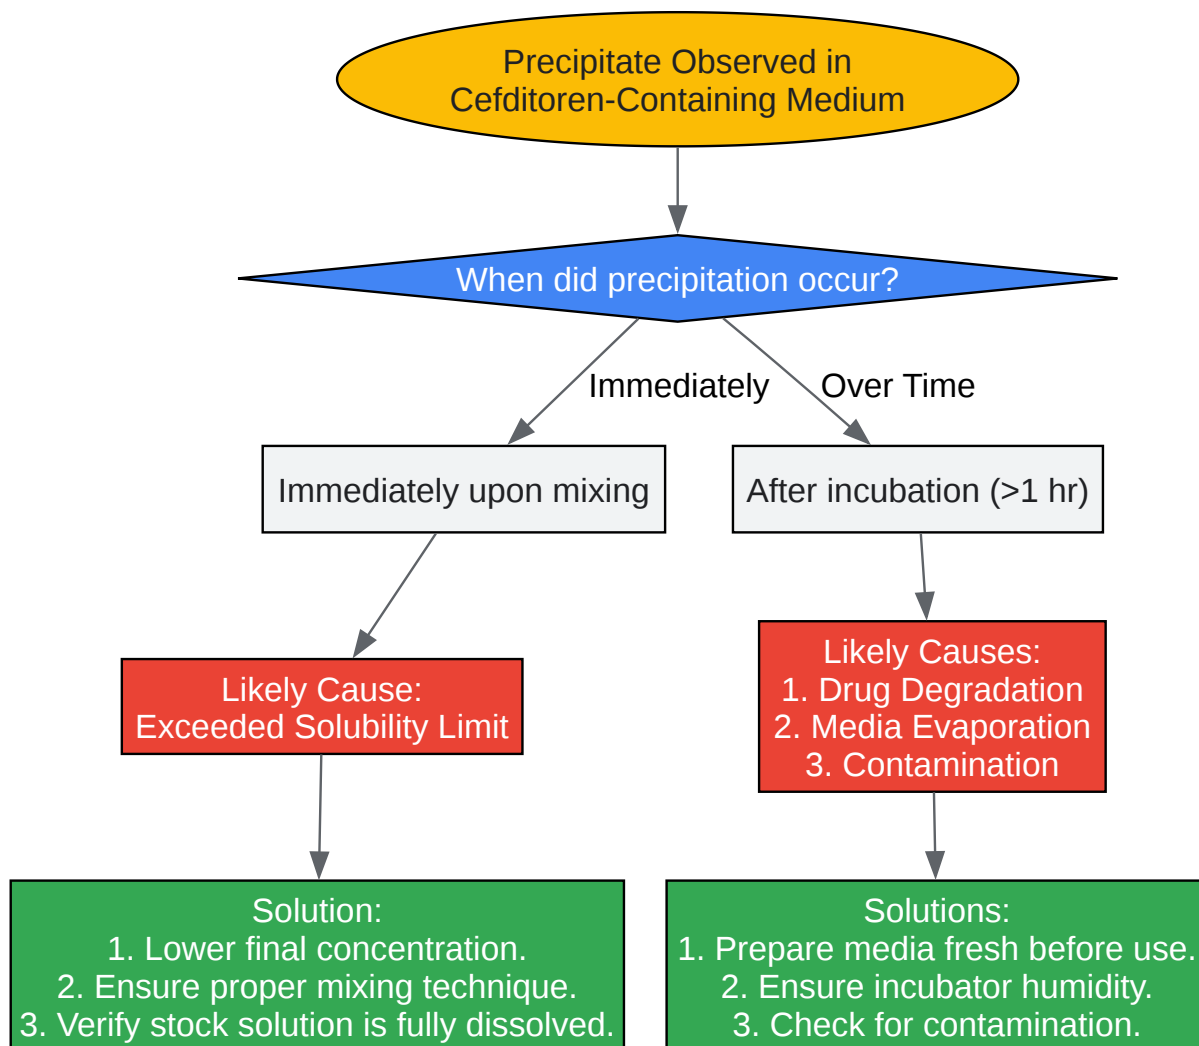 Precipitate Observed in
Cefditoren-Containing Medium
When did precipitation occur?
Immediately
Over Time
Immediately upon mixing
After incubation (>1 hr)
Likely Cause:
Exceeded Solubility Limit
Likely Causes:
1. Drug Degradation
2. Media Evaporation
3. Contamination
Solution:
1. Lower final concentration.
2. Ensure proper mixing technique.
3. Verify stock solution is fully dissolved.
Solutions:
1. Prepare media fresh before use.
2. Ensure incubator humidity.
3. Check for contamination.